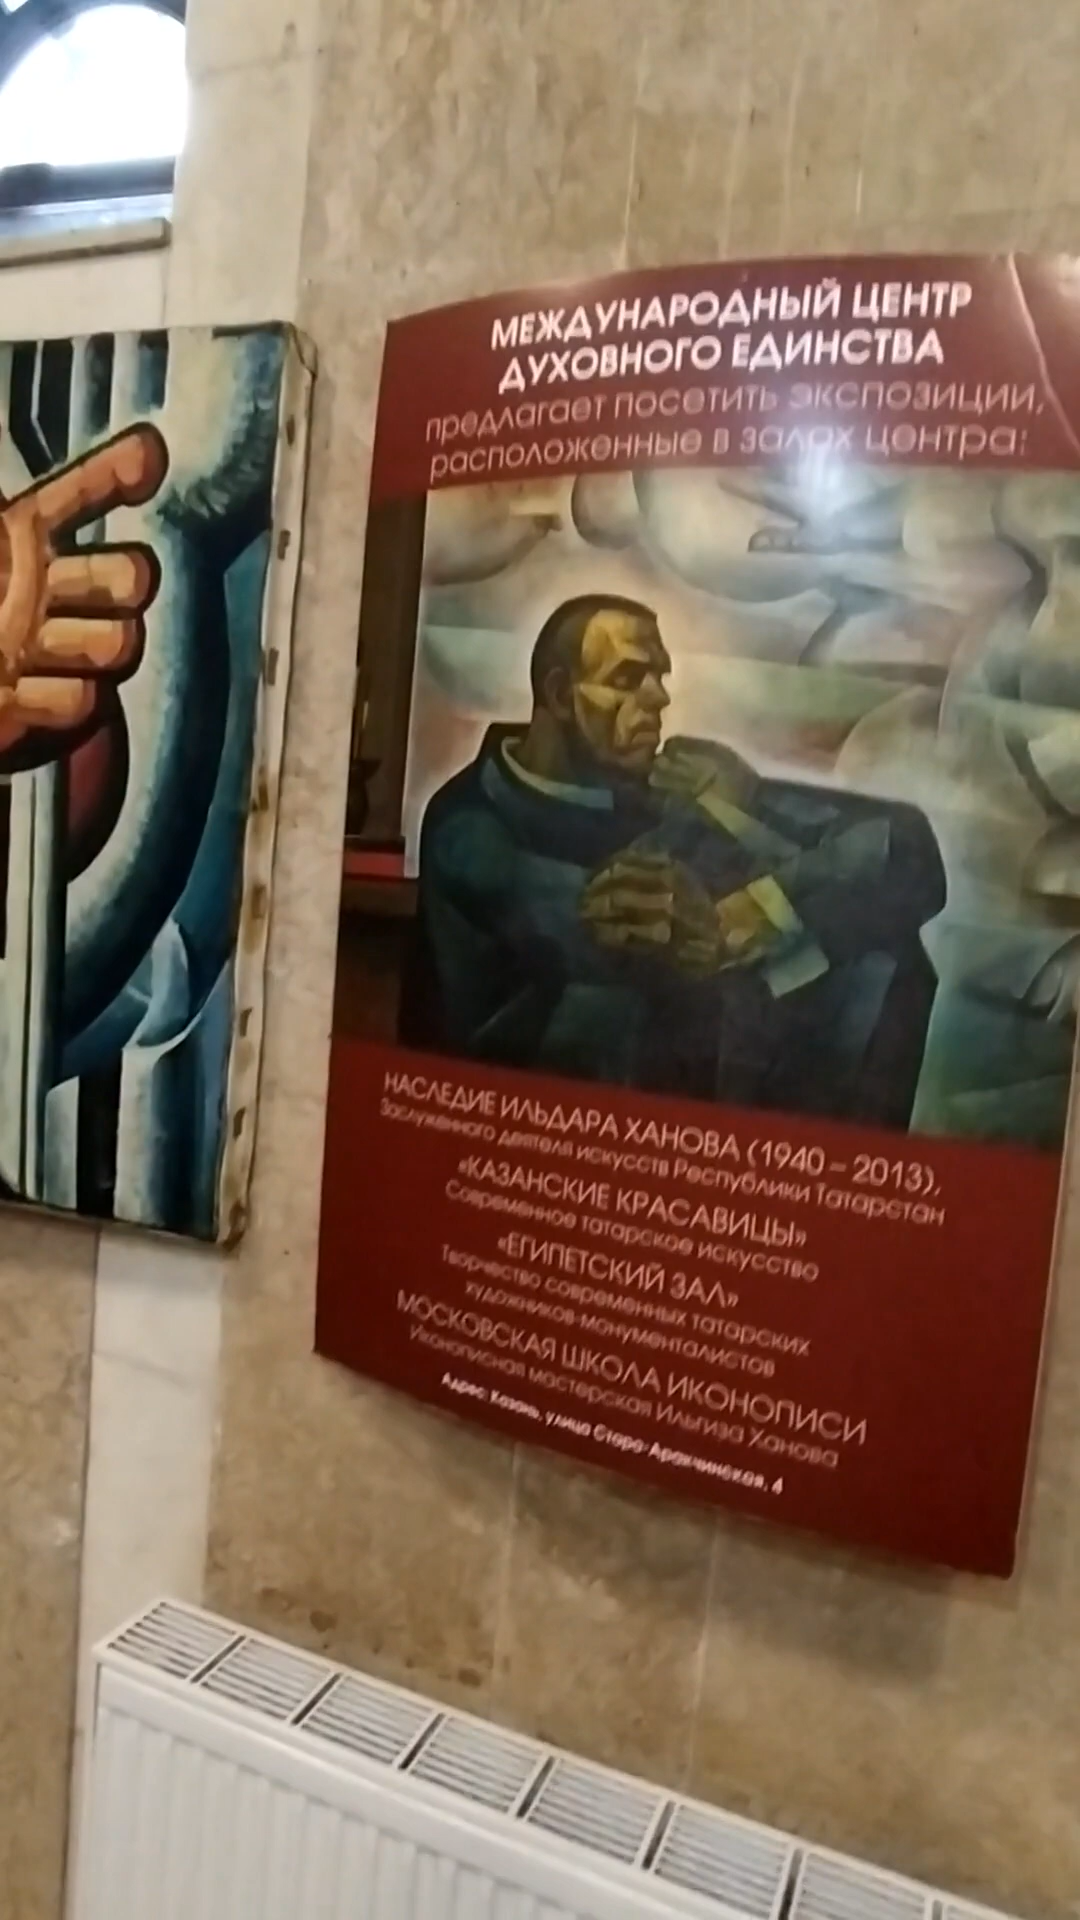 МЕЖДУНАРОДНЫЙ ЦЕНТР
ДУХОВНОГО ЕДИНСТВА
предлагает посетить экспозиции,
расположенные в залах центра:
НАСЛЕДИЕ ИЛЬДАРА ХАНОВА (1940 – 2013),
Заслуженного деятеля искусств Республики Татарстан
«КАЗАНСКИЕ КРАСАВИЦЫ»
Современное татарское искусство
«ЕГИПЕТСКИЙ ЗАЛ»
Творчество современных татарских
художников-монументалистов
МОСКОВСКАЯ ШКОЛА ИКОНОПИСИ
Иконописная мастерская Ильгиза Ханова
Адрес: Казань, улица Старо-Аракчинская, 4